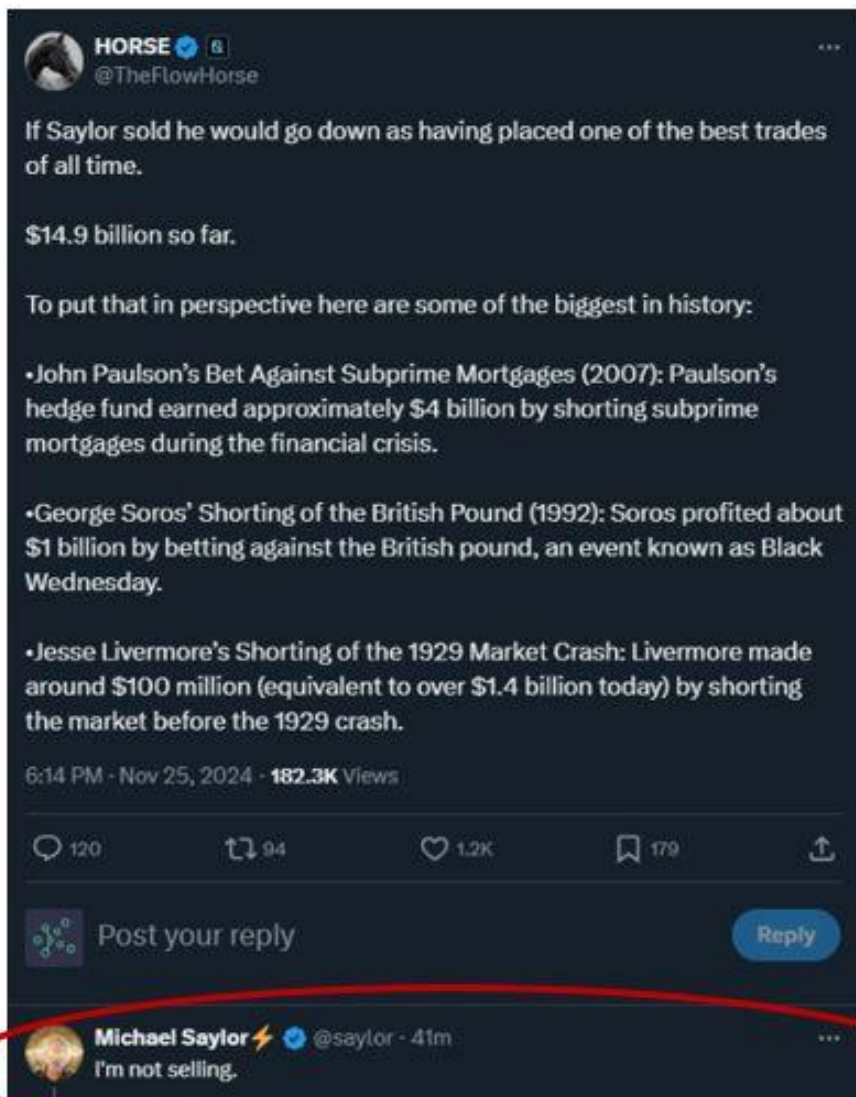 HORSE
@TheFlowHorse
If Saylor sold he would go down as having placed one of the best trades
of all time.
$14.9 billion so far.
To put that in perspective here are some of the biggest in history:
•John Paulson's Bet Against Subprime Mortgages (2007): Paulson's
hedge fund earned approximately $4 billion by shorting subprime
mortgages during the financial crisis.
•George Soros' Shorting of the British Pound (1992): Soros profited about
$1 billion by betting against the British pound, an event known as Black
Wednesday.
•Jesse Livermore's Shorting of the 1929 Market Crash: Livermore made
around $100 million (equivalent to over $1.4 billion today) by shorting
the market before the 1929 crash.
6:14 PM · Nov 25, 2024 · 182.3K Views
120 94 1.2K 179
Post your reply Reply
Michael Saylor⚡ @saylor · 41m
I'm not selling.